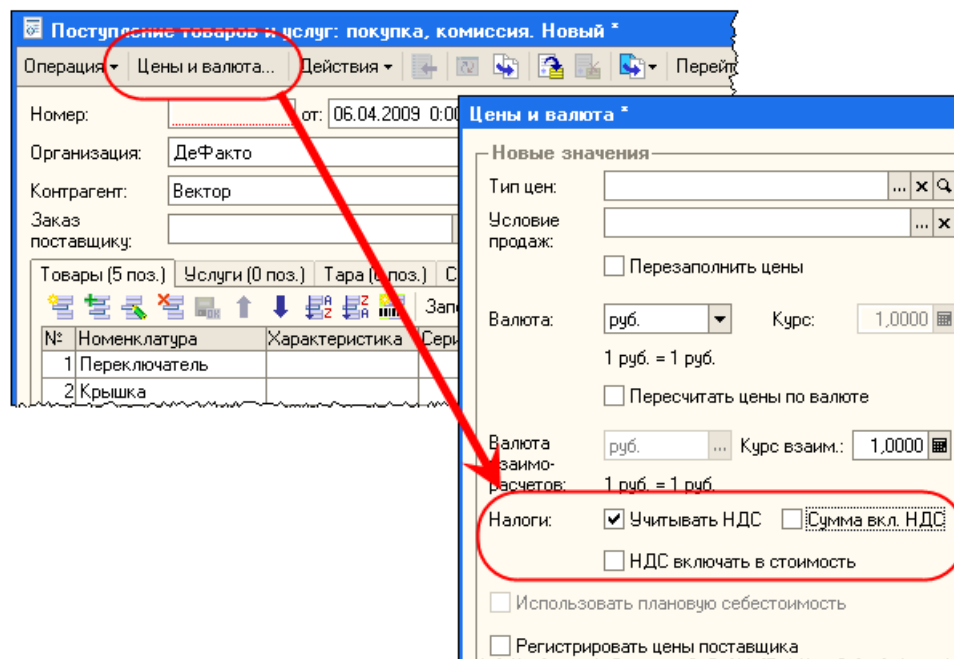 Поступление товаров и услуг: покупка, комиссия. Новый *
Операция Цены и валюта... Действия
Номер: от: 06.04.2009 0:00
Организация: ДеФакто
Контрагент: Вектор
Заказ
поставщику:
Товары (5 поз.) Услуги (0 поз.) Тара (0 поз.)
№ Номенклатура Характеристика
1 Переключатель
2 Крышка
Цены и валюта *
Новые значения
Тип цен:
Условие
продаж:
Перезаполнить цены
Валюта: руб. Курс: 1,0000
1 руб. = 1 руб.
Пересчитать цены по валюте
Валюта
взаимо-
расчетов: руб. ... Курс взаим.: 1,0000
1 руб. = 1 руб.
Налоги: Учитывать НДС Сумма вкл. НДС
НДС включать в стоимость
Использовать плановую себестоимость
Регистрировать цены поставщика